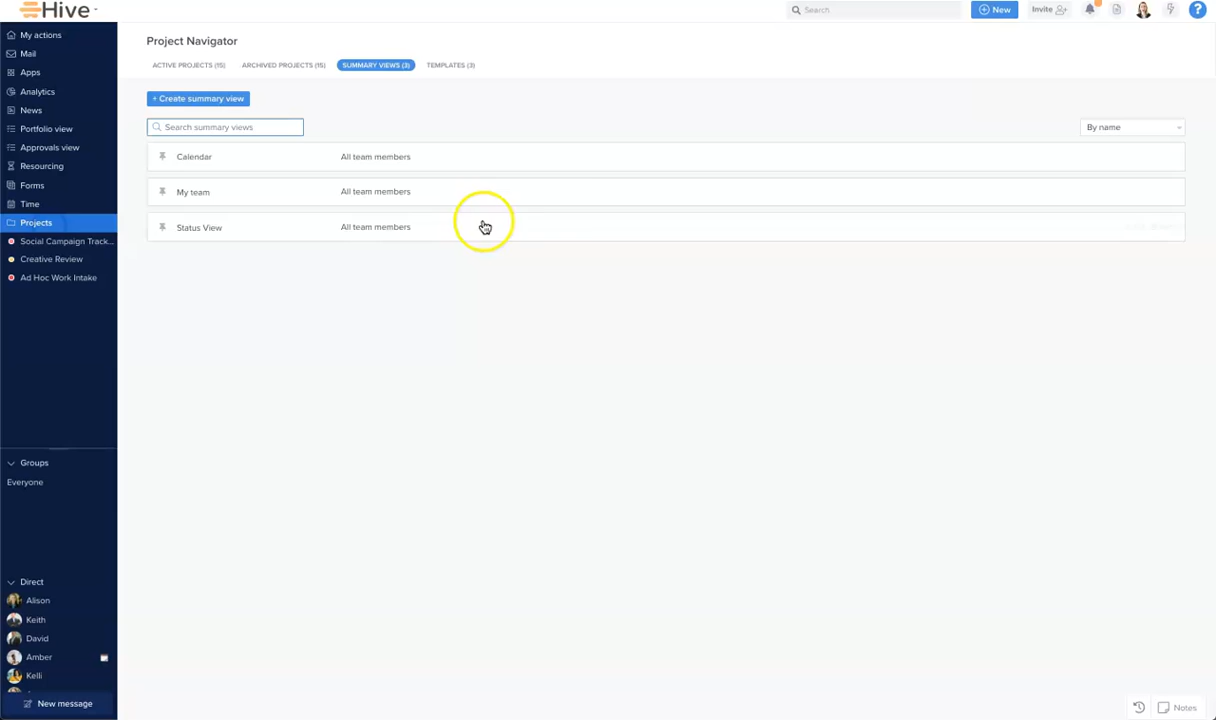 Hive
Search
New
Invite
?
My actions
Mail
Apps
Analytics
News
Portfolio view
Approvals view
Resourcing
Forms
Time
Projects
Social Campaign Track...
Creative Review
Ad Hoc Work Intake
Groups
Everyone
Direct
Alison
Keith
David
Amber
Kelli
New message
Project Navigator
ACTIVE PROJECTS (15) ARCHIVED PROJECTS (15) SUMMARY VIEWS (3) TEMPLATES (3)
+ Create summary view
Search summary views
By name
Calendar All team members
My team All team members
Status View All team members
Notes